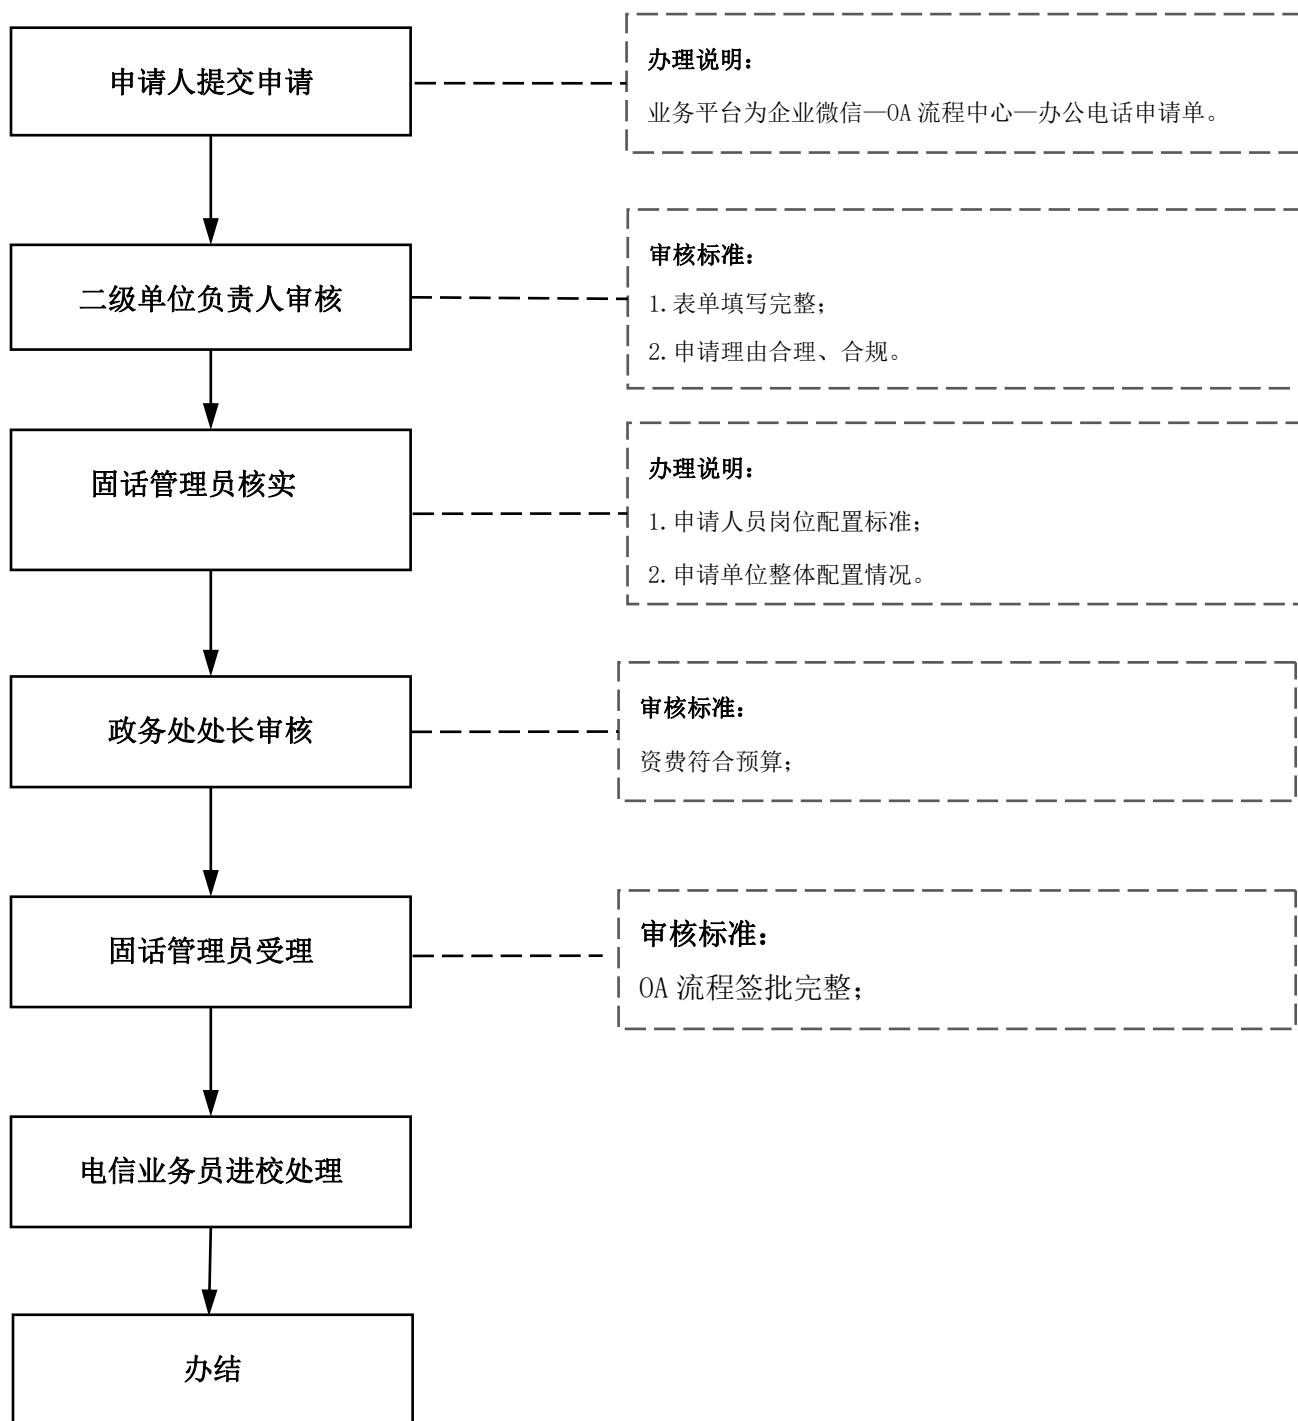 申请人提交申请
办理说明：
业务平台为企业微信—OA 流程中心—办公电话申请单。
二级单位负责人审核
审核标准：
1.表单填写完整；
2.申请理由合理、合规。
固话管理员核实
办理说明：
1.申请人员岗位配置标准；
2.申请单位整体配置情况。
政务处处长审核
审核标准：
资费符合预算；
固话管理员受理
审核标准：
OA 流程签批完整；
电信业务员进校处理
办结